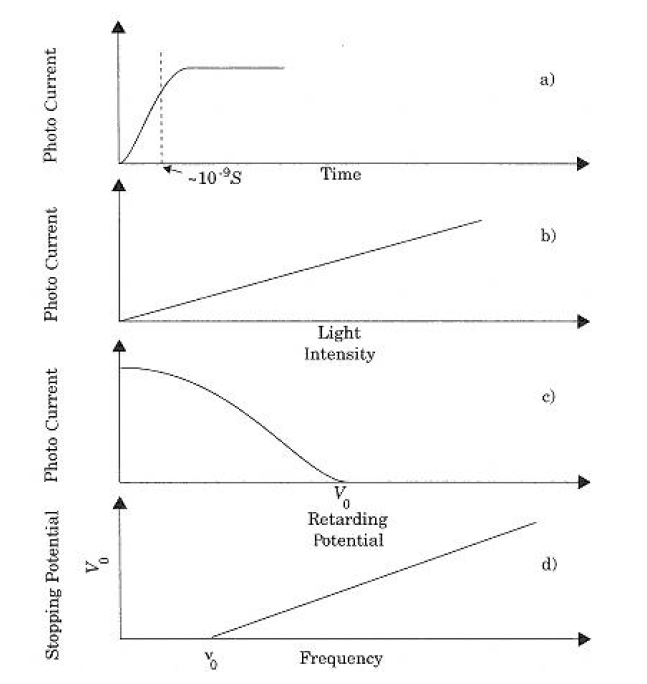 Photo Current
a)
~10⁻⁹S
Time
Photo Current
b)
Light
Intensity
Photo Current
c)
V₀
Retarding
Potential
Stopping Potential
V₀
d)
ν₀
Frequency